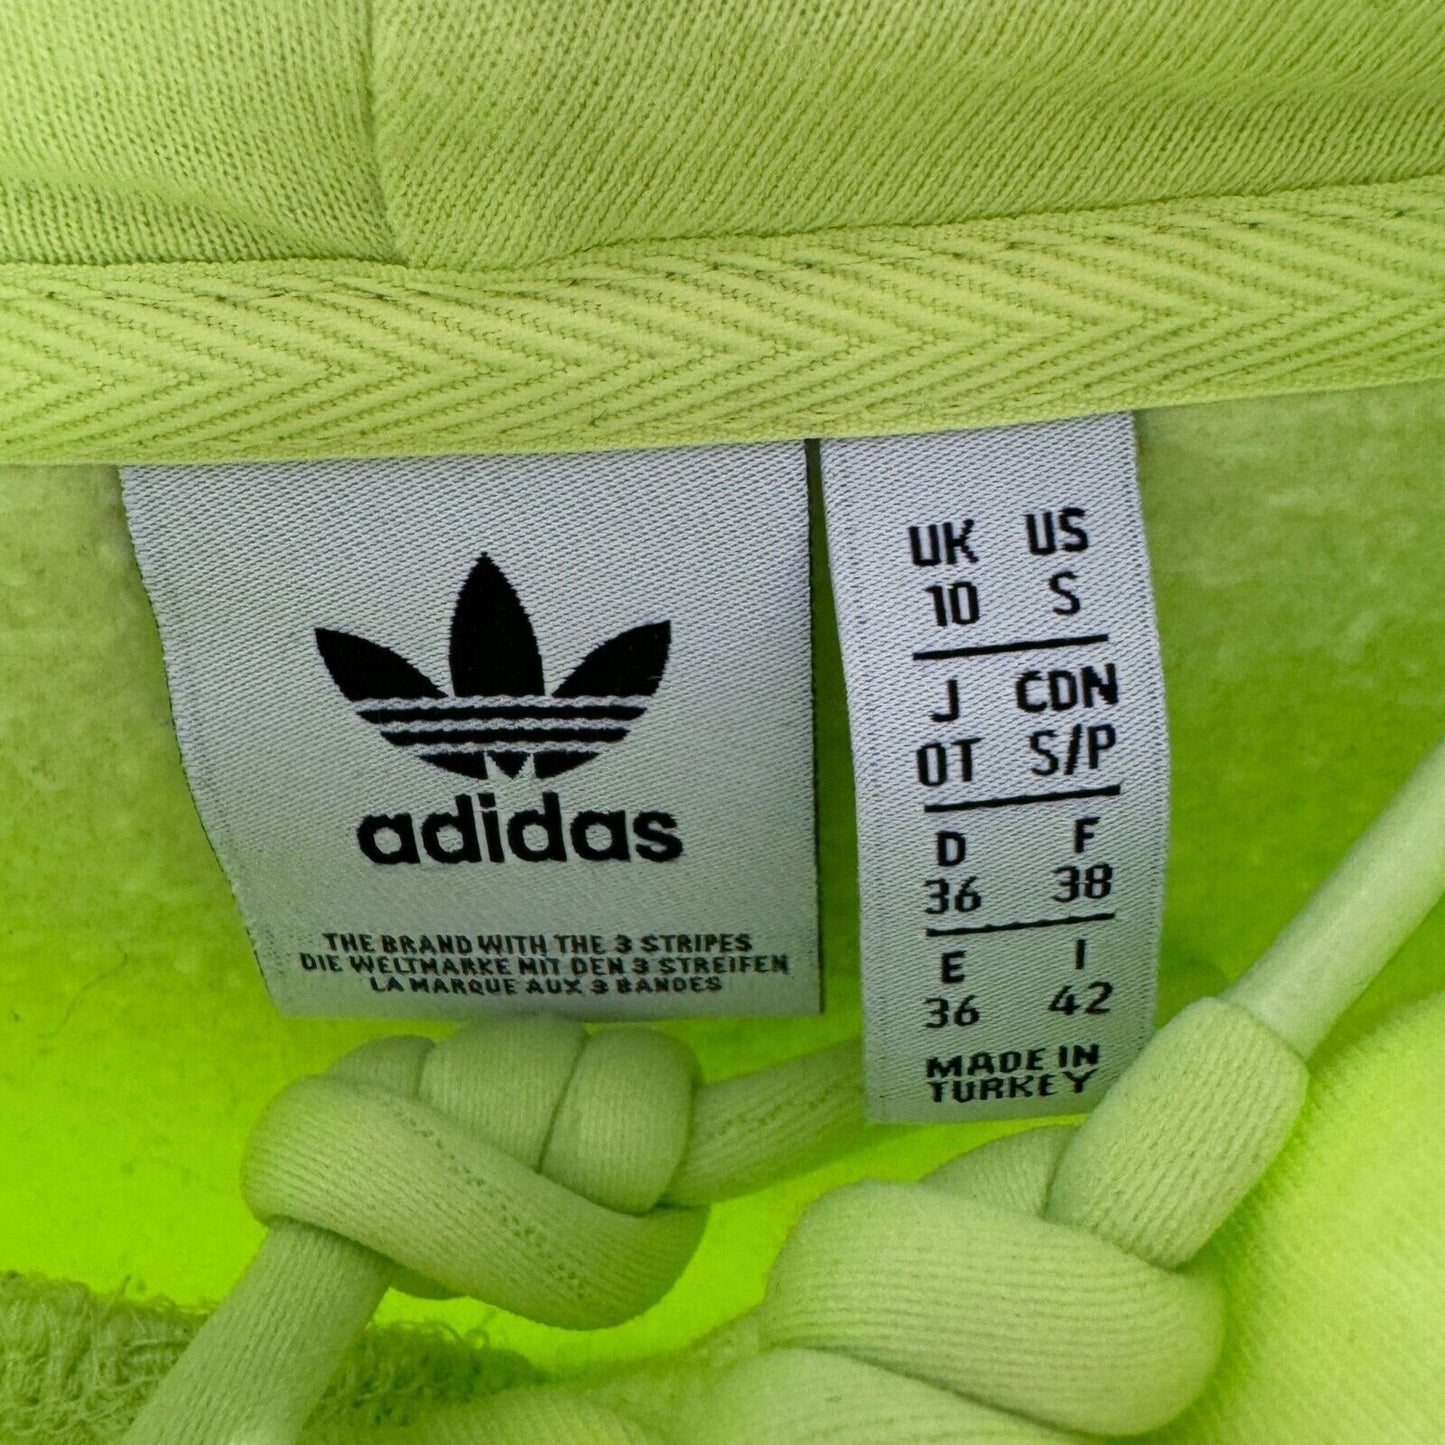 adidas
THE BRAND WITH THE 3 STRIPES
DIE WELTMARKE MIT DEN 3 STREIFEN
LA MARQUE AUX 3 BANDES
UK US
10 S
J CDN
OT S/P
D F
36 38
E I
36 42
MADE IN
TURKEY